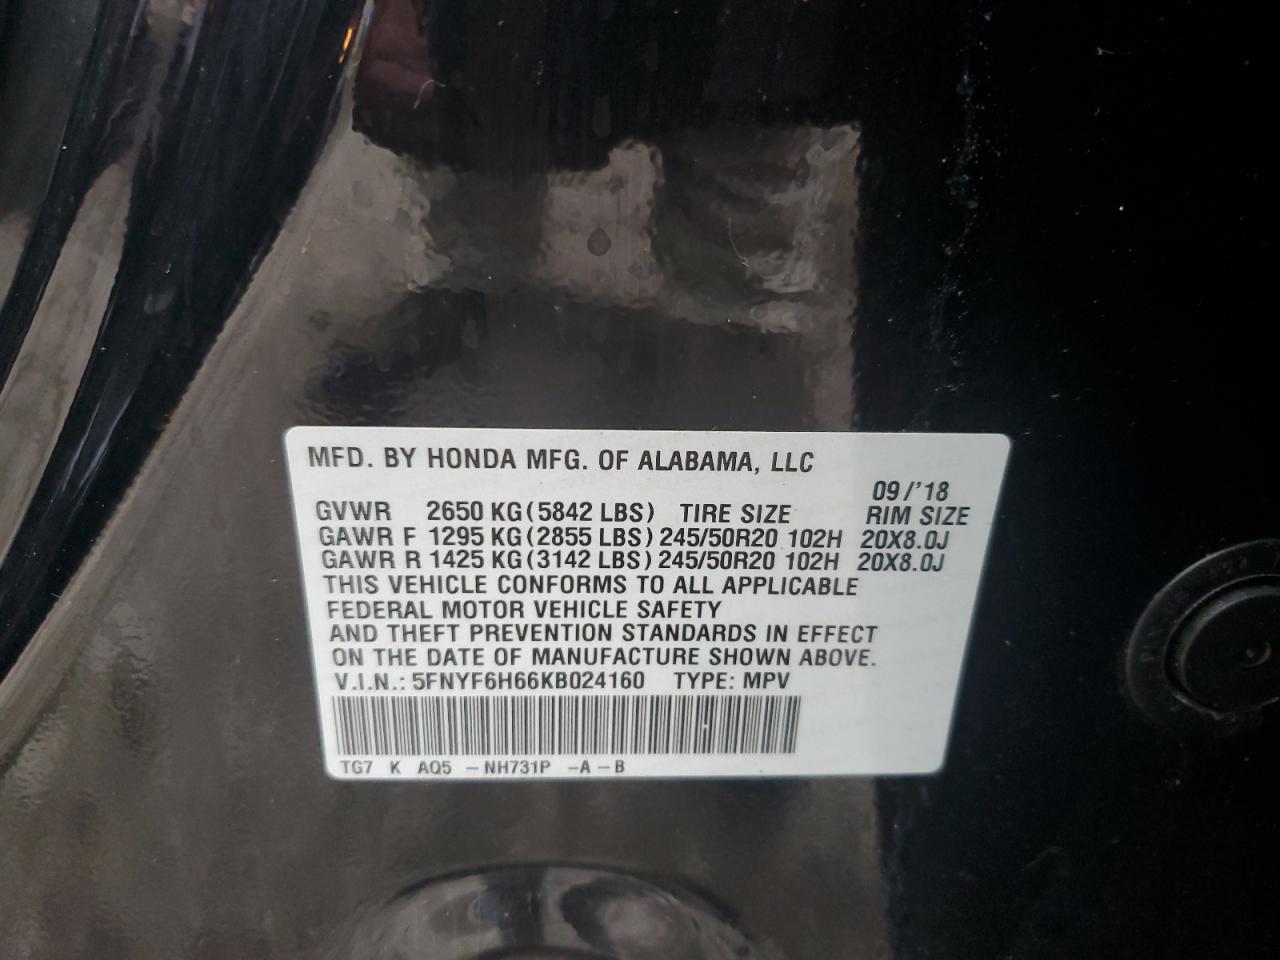 MFD. BY HONDA MFG. OF ALABAMA, LLC
09/'18
GVWR 2650 KG(5842 LBS) TIRE SIZE RIM SIZE
GAWR F 1295 KG(2855 LBS) 245/50R20 102H 20X8.0J
GAWR R 1425 KG(3142 LBS) 245/50R20 102H 20X8.0J
THIS VEHICLE CONFORMS TO ALL APPLICABLE
FEDERAL MOTOR VEHICLE SAFETY
AND THEFT PREVENTION STANDARDS IN EFFECT
ON THE DATE OF MANUFACTURE SHOWN ABOVE.
V.I.N.: 5FNYF6H66KB024160 TYPE: MPV
TG7 K AQ5 -NH731P -A-B